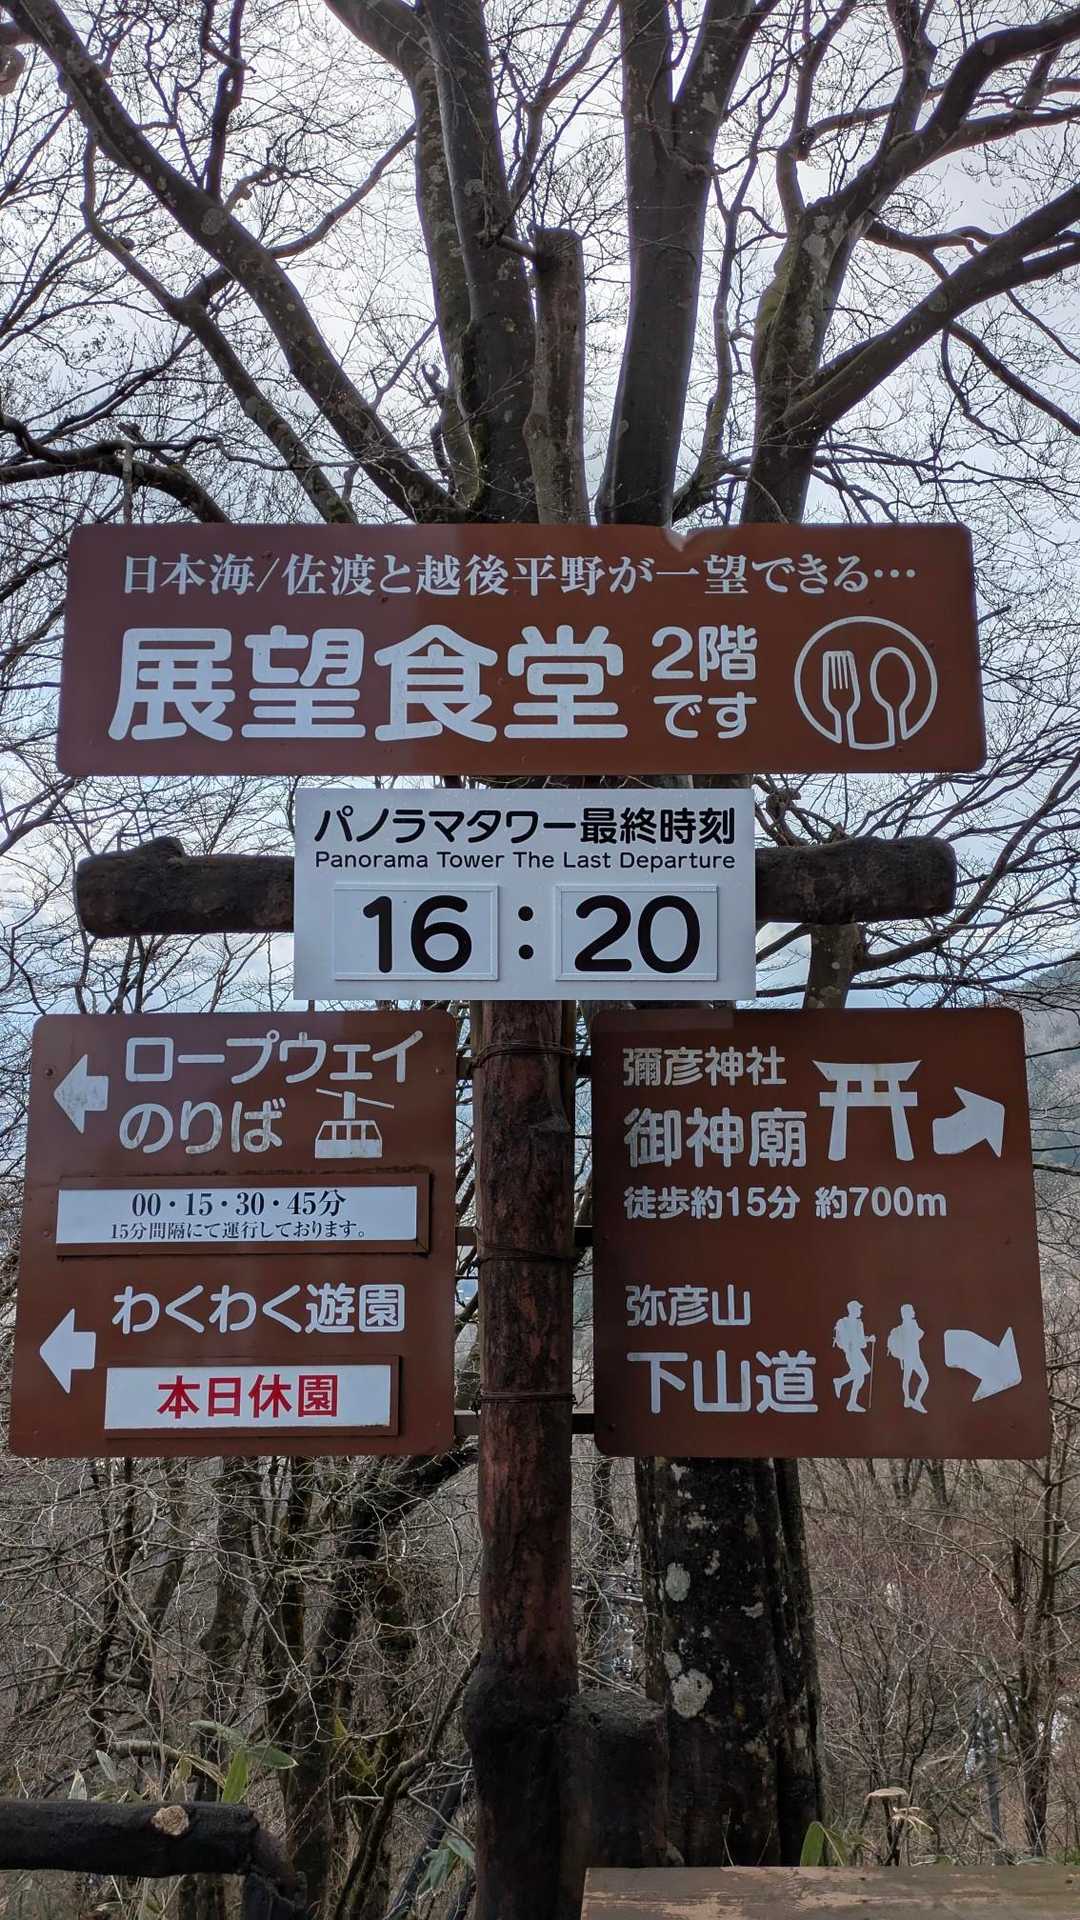 日本海/佐渡と越後平野が一望できる…
展望食堂 2階です
パノラマタワー最終時刻
Panorama Tower The Last Departure
16:20
ロープウェイ
のりば
00・15・30・45分
15分間隔にて運行しております。
わくわく遊園
本日休園
彌彦神社
御神廟
徒歩約15分 約700m
弥彦山
下山道